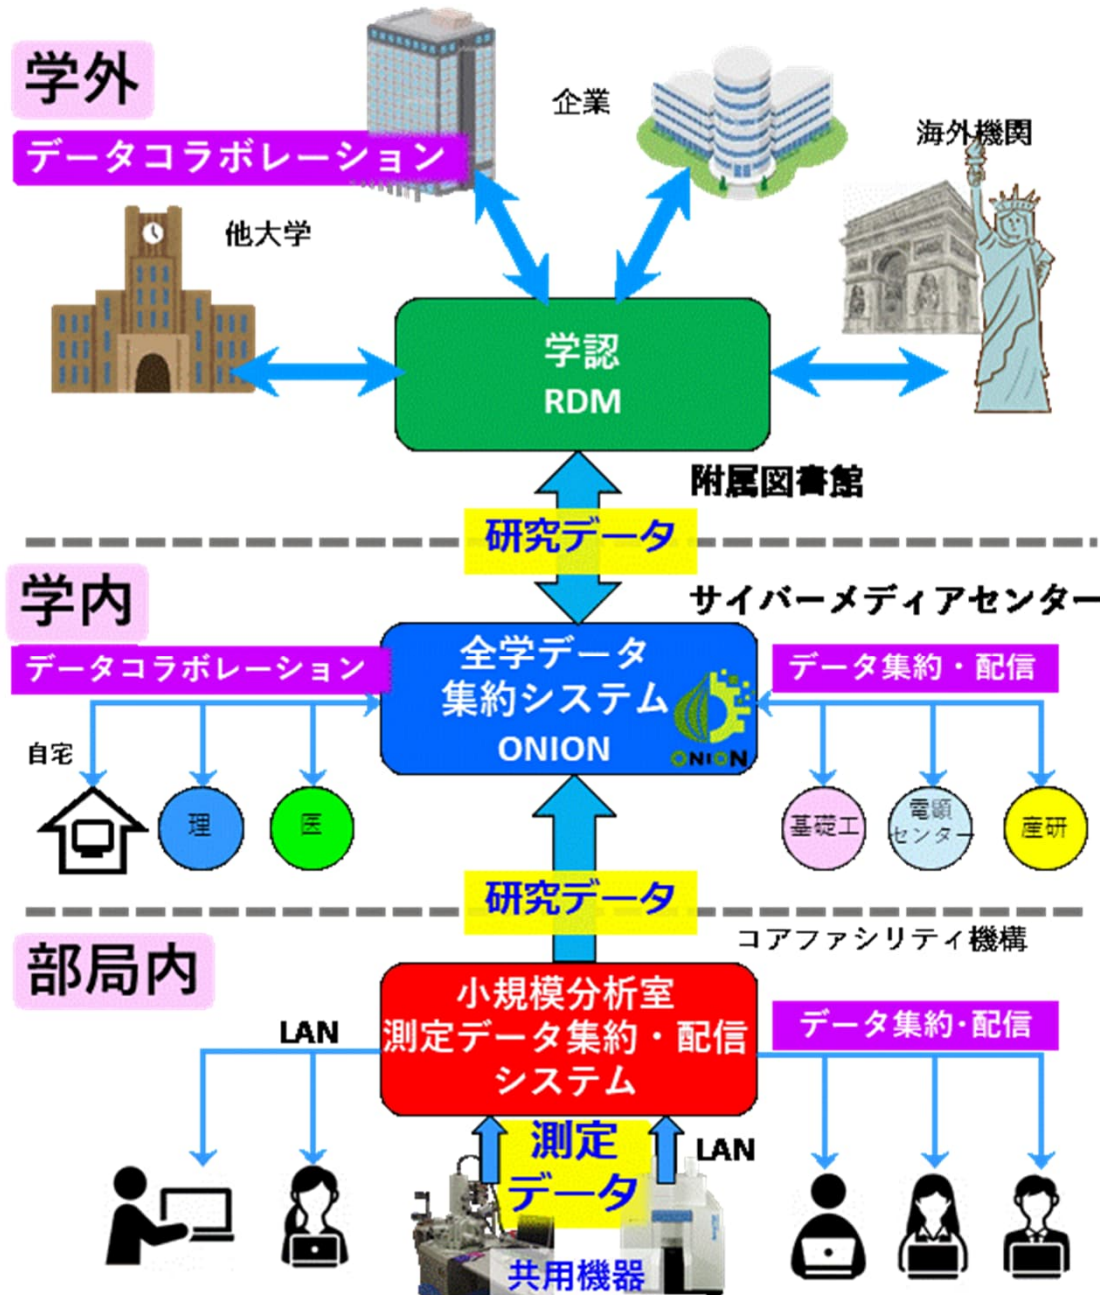 学外
企業
海外機関
データコラボレーション
他大学
学認
RDM
附属図書館
研究データ
学内
サイバーメディアセンター
データコラボレーション
全学データ
集約システム
ONION
ONION
データ集約・配信
自宅
理
医
基礎工
電顕
センター
産研
研究データ
コアファシリティ機構
部局内
小規模分析室
測定データ集約・配信
システム
データ集約・配信
LAN
測定
データ
LAN
共用機器